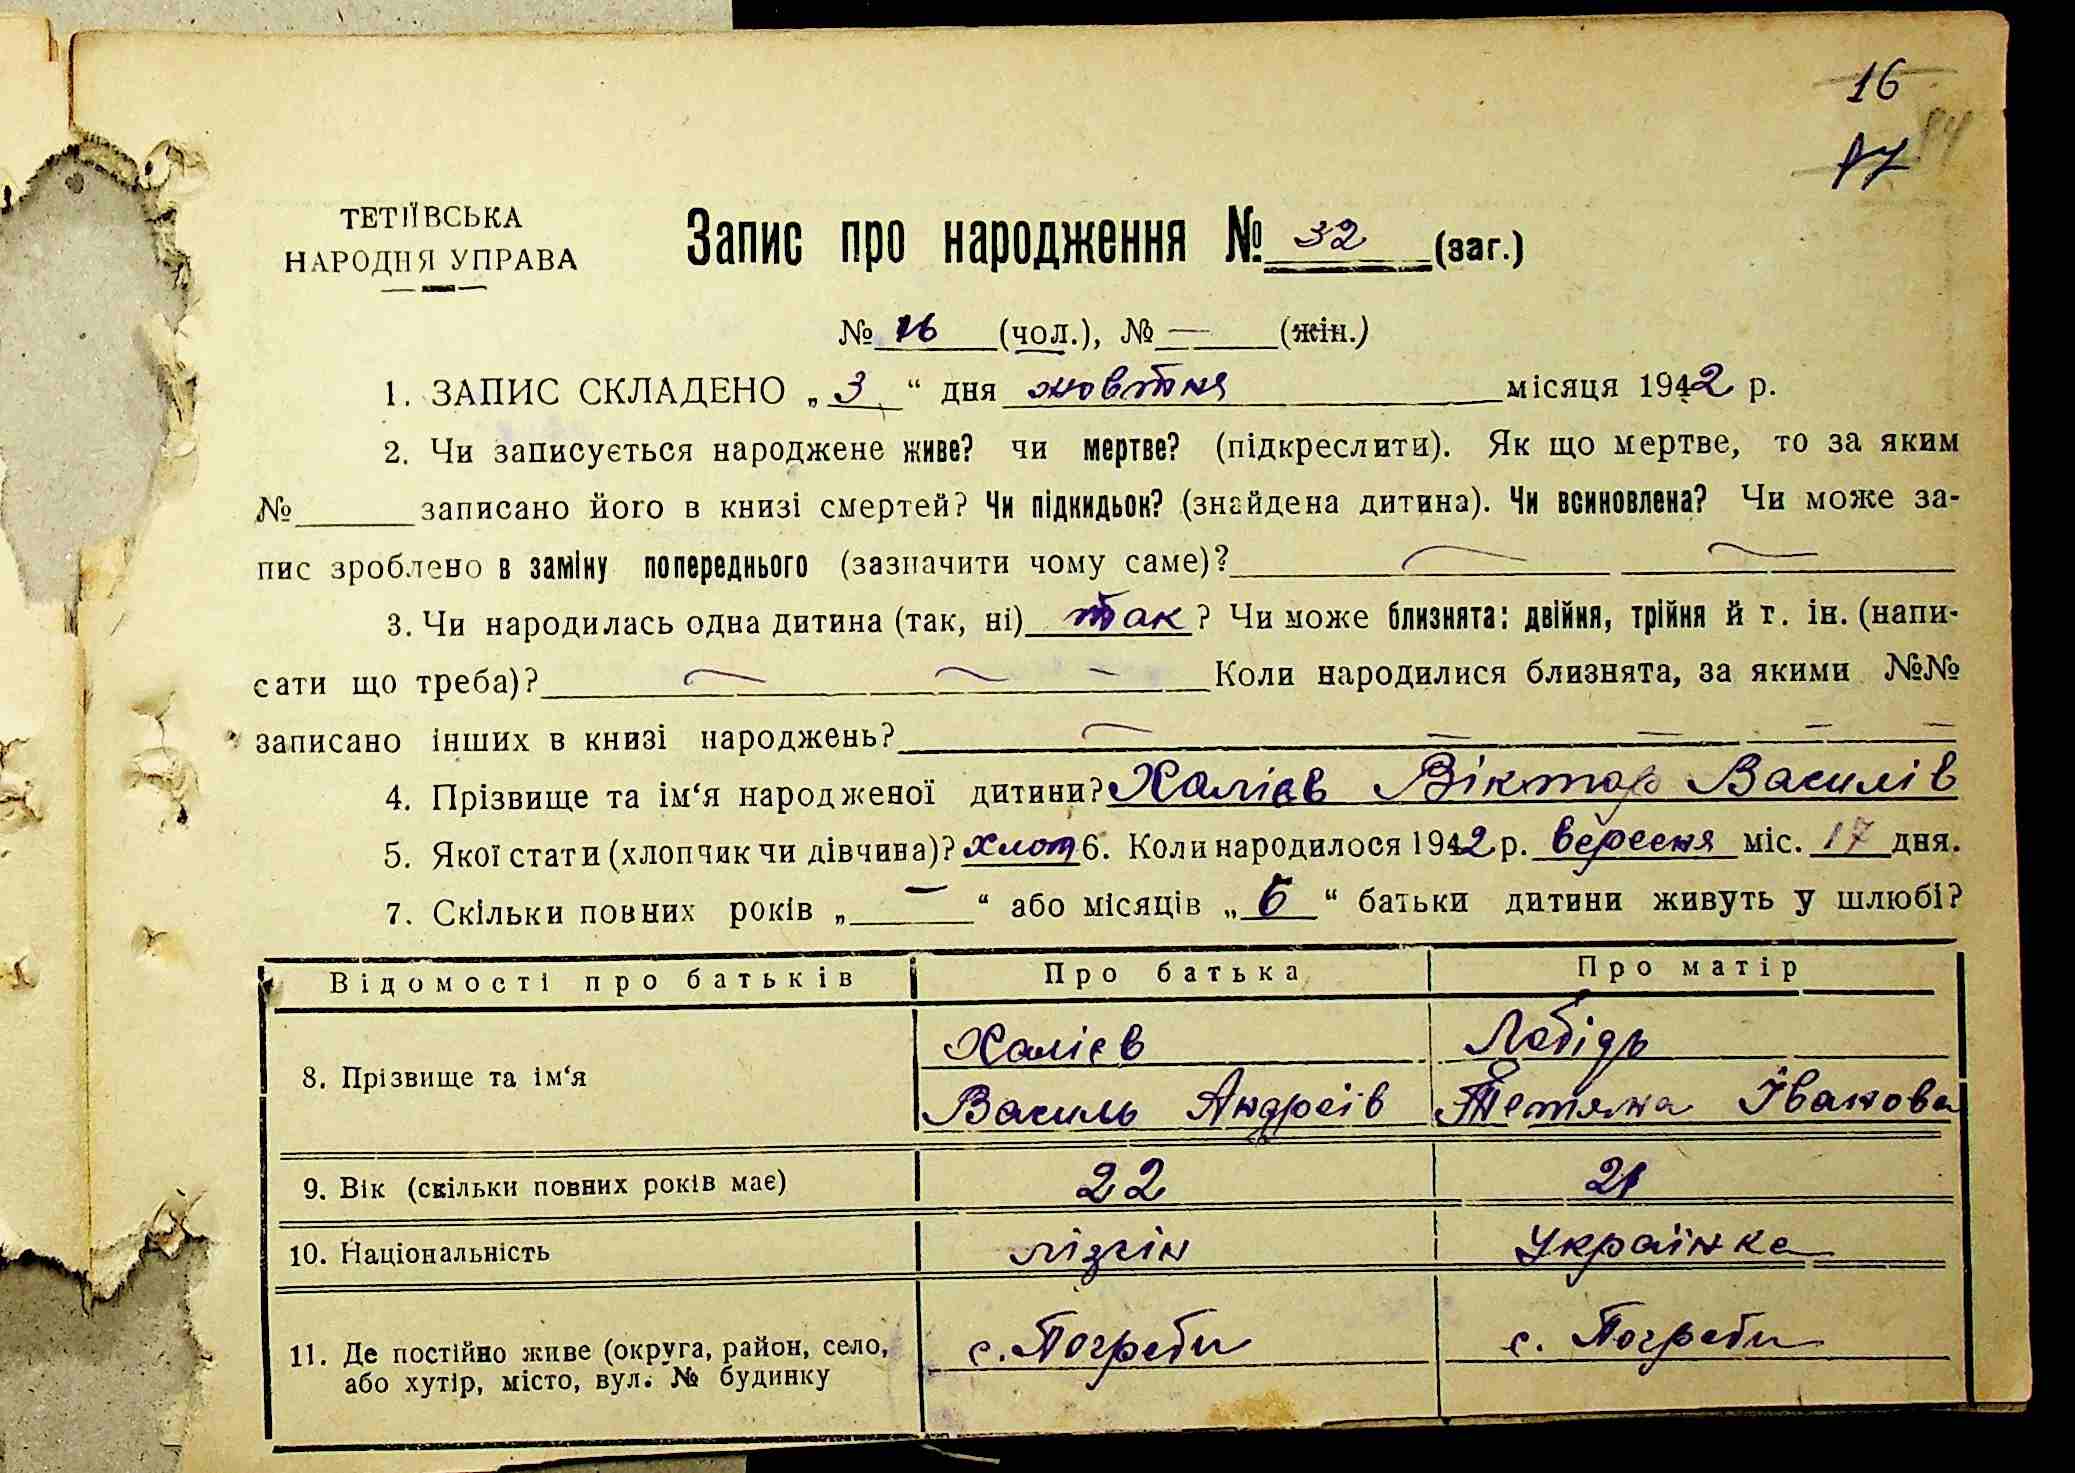 16
17 84
ТЕТІЇВСЬКА
НАРОДНЯ УПРАВА
Запис про народження № 32 (заг.)
№ 16 (чол.), № — (жін.)
1. ЗАПИС СКЛАДЕНО „3“ дня жовтня місяця 1942 р.
2. Чи записується народжене живе? чи мертве? (підкреслити). Як що мертве, то за яким
№ записано його в книзі смертей? Чи підкидьок? (знайдена дитина). Чи всиновлена? Чи може за-
пис зроблено в заміну попереднього (зазначити чому саме)? — —
3. Чи народилась одна дитина (так, ні) так? Чи може близнята: двійня, трійня й т. ін. (напи-
сати що треба)? — — — Коли народилися близнята, за якими №№
записано інших в книзі народжень? — — — — —
4. Прізвище та ім‘я народженої дитини? Халієв Віктор Василів
5. Якої стати (хлопчик чи дівчина)? хлоп 6. Коли народилося 1942 р. вересня міс. 17 дня.
7. Скільки повних років „—“ або місяців „6“ батьки дитини живуть у шлюбі?
Відомості про батьків Про батька Про матір
8. Прізвище та ім‘я Халієв Лебідь
Василь Андреїв Тетяна Іванова
9. Вік (скільки повних років має) 22 21
10. Національність лізгін Українка
11. Де постійно живе (округа, район, село, с. Погреби с. Погреби
або хутір, місто, вул. № будинку